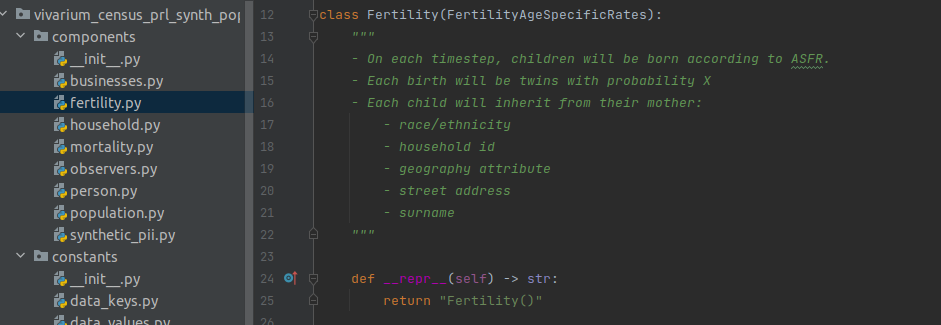 vivarium_census_prl_synth_pop
components
__init__.py
businesses.py
fertility.py
household.py
mortality.py
observers.py
person.py
population.py
synthetic_pii.py
constants
__init__.py
data_keys.py
data_values.py
12 class Fertility(FertilityAgeSpecificRates):
13 """
14 - On each timestep, children will be born according to ASFR.
15 - Each birth will be twins with probability X
16 - Each child will inherit from their mother:
17 - race/ethnicity
18 - household id
19 - geography attribute
20 - street address
21 - surname
22 """
23
24 def __repr__(self) -> str:
25 return "Fertility()"
26